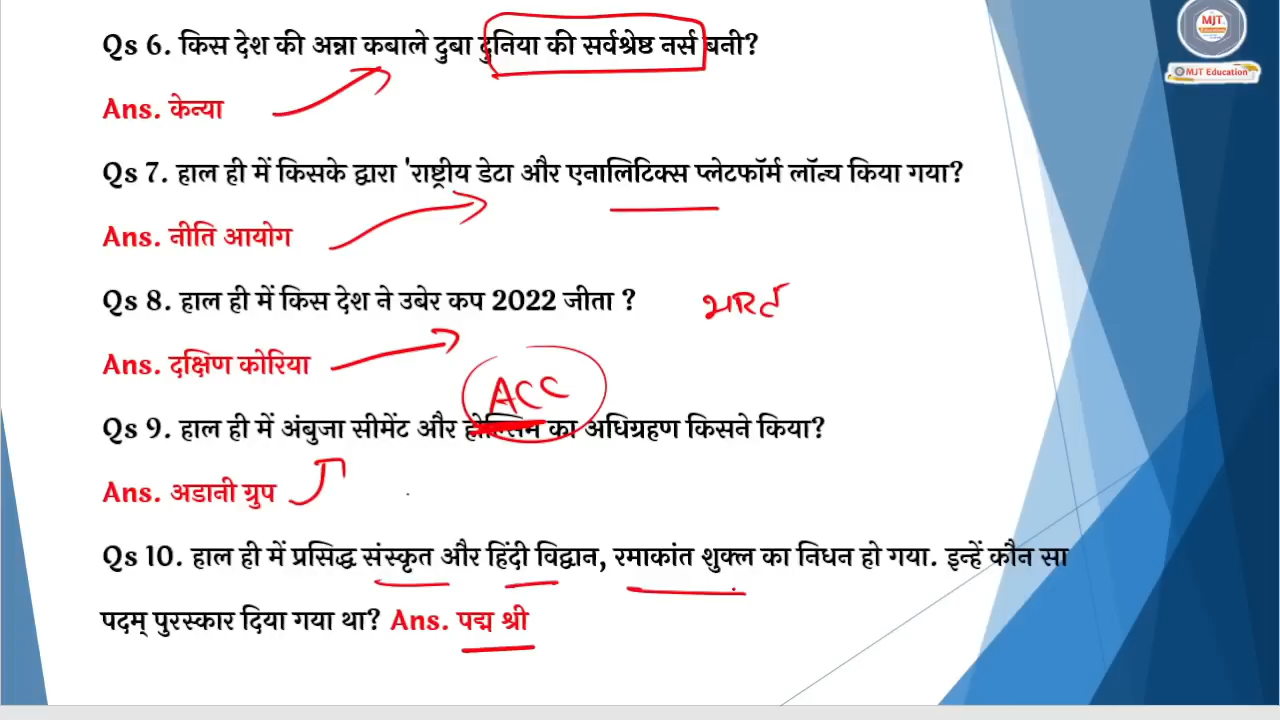 MJT
MJT Education
Qs 6. किस देश की अन्ना कबाले दुबा दुनिया की सर्वश्रेष्ठ नर्स बनी?
Ans. केन्या
Qs 7. हाल ही में किसके द्वारा 'राष्ट्रीय डेटा और एनालिटिक्स प्लेटफॉर्म लॉन्च किया गया?
Ans. नीति आयोग
Qs 8. हाल ही में किस देश ने उबेर कप 2022 जीता ?
Ans. दक्षिण कोरिया
ACC
Qs 9. हाल ही में अंबुजा सीमेंट और होल्सिम का अधिग्रहण किसने किया?
Ans. अडानी ग्रुप
Qs 10. हाल ही में प्रसिद्ध संस्कृत और हिंदी विद्वान, रमाकांत शुक्ल का निधन हो गया. इन्हें कौन सा
पदम् पुरस्कार दिया गया था? Ans. पद्म श्री